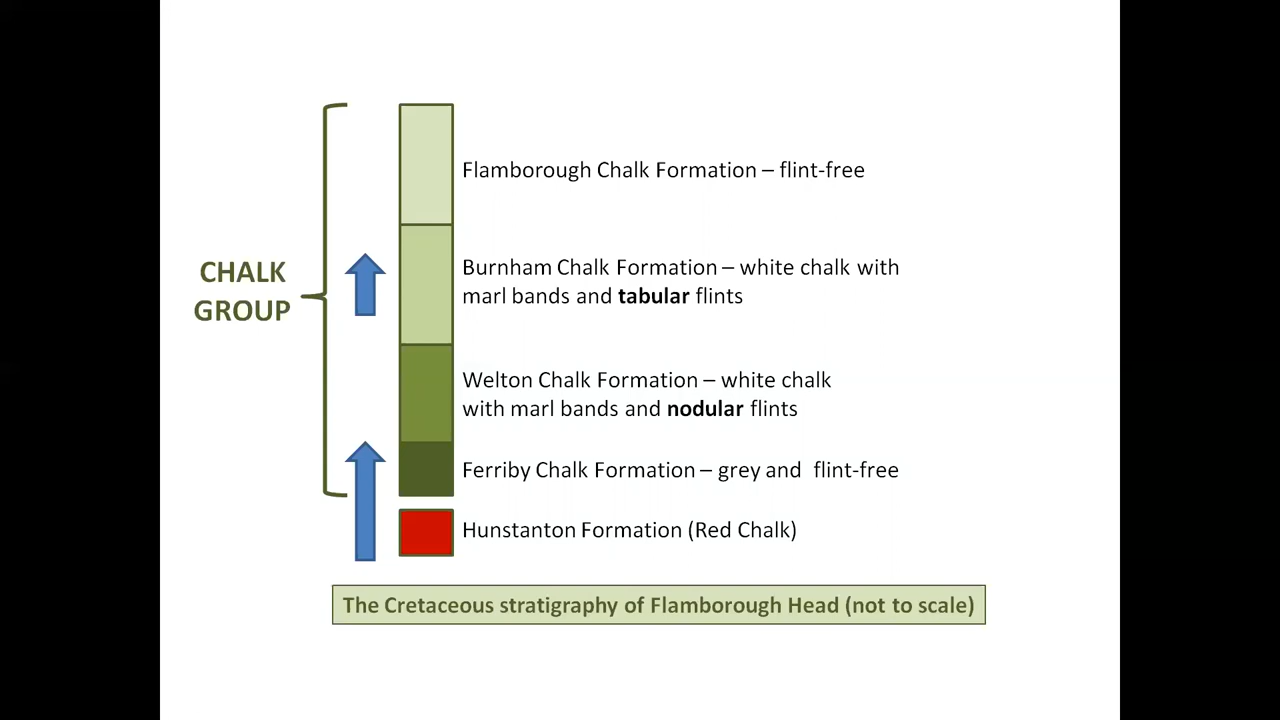 Flamborough Chalk Formation – flint-free
CHALK
GROUP
Burnham Chalk Formation – white chalk with
marl bands and tabular flints
Welton Chalk Formation – white chalk
with marl bands and nodular flints
Ferriby Chalk Formation – grey and  flint-free
Hunstanton Formation (Red Chalk)
The Cretaceous stratigraphy of Flamborough Head (not to scale)